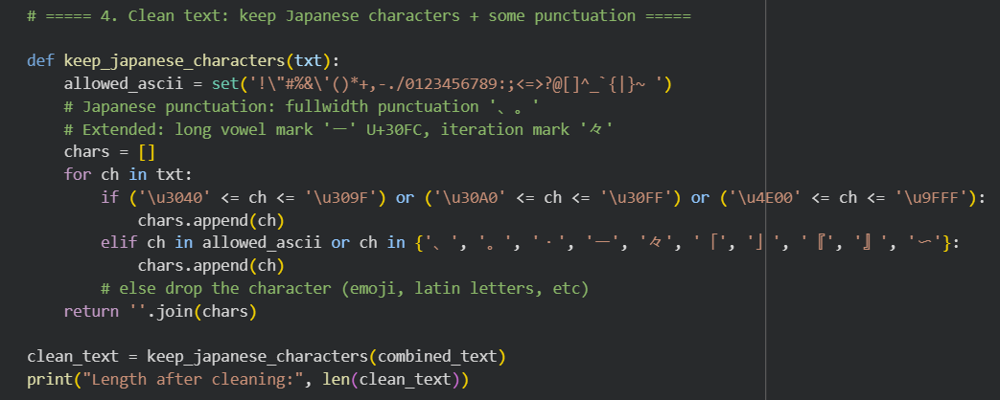 # ===== 4. Clean text: keep Japanese characters + some punctuation =====
def keep_japanese_characters(txt):
    allowed_ascii = set('!\"#%&\'()*+,-./0123456789:;<=>?@[]^_`{|}~ ')
    # Japanese punctuation: fullwidth punctuation '、。'
    # Extended: long vowel mark 'ー' U+30FC, iteration mark '々'
    chars = []
    for ch in txt:
        if ('\u3040' <= ch <= '\u309F') or ('\u30A0' <= ch <= '\u30FF') or ('\u4E00' <= ch <= '\u9FFF'):
            chars.append(ch)
        elif ch in allowed_ascii or ch in {'、', '。', '・', 'ー', '々', '「', '」', '『', '』', '〜'}:
            chars.append(ch)
        # else drop the character (emoji, latin letters, etc)
    return ''.join(chars)
clean_text = keep_japanese_characters(combined_text)
print("Length after cleaning:", len(clean_text))